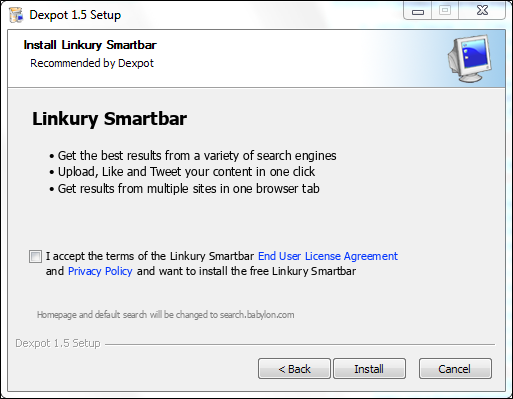 Dexpot 1.5 Setup
Install Linkury Smartbar
Recommended by Dexpot
Linkury Smartbar
• Get the best results from a variety of search engines
• Upload, Like and Tweet your content in one click
• Get results from multiple sites in one browser tab
I accept the terms of the Linkury Smartbar End User License Agreement
and Privacy Policy and want to install the free Linkury Smartbar
Homepage and default search will be changed to search.babylon.com
Dexpot 1.5 Setup
< Back Install Cancel